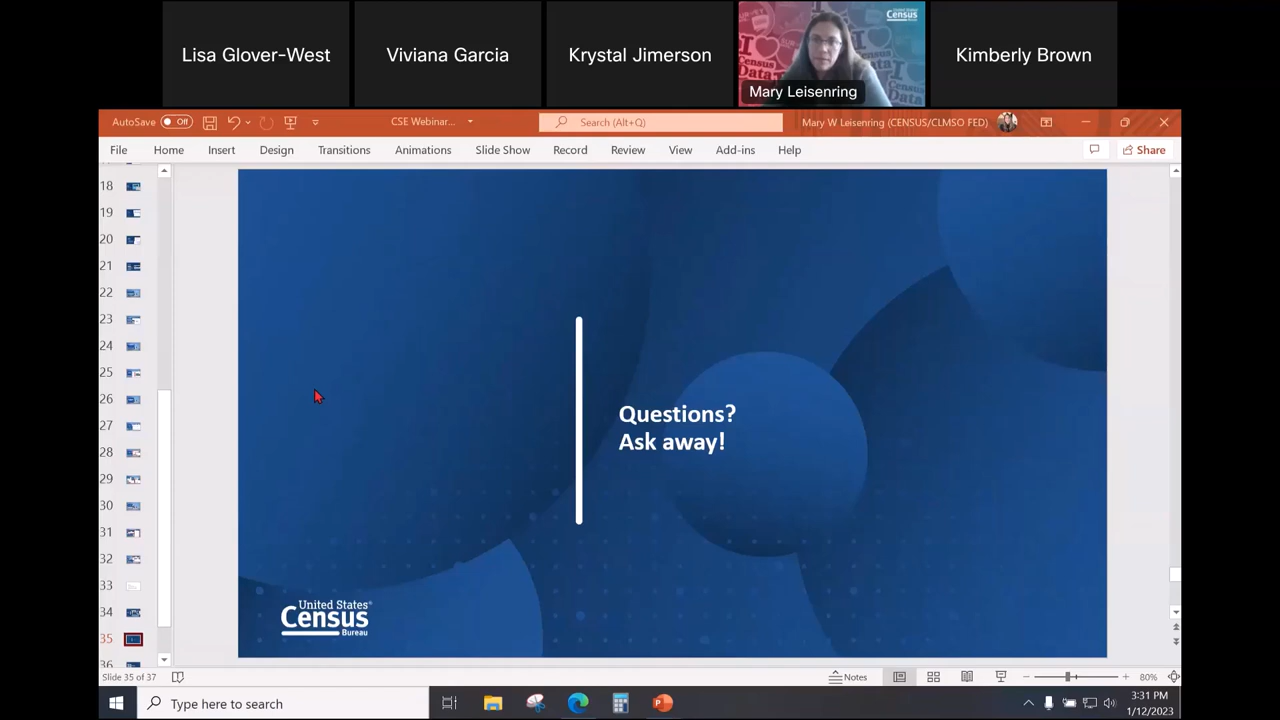 Lisa Glover-West
Viviana Garcia
Krystal Jimerson
United States
Census
Bureau
Mary Leisenring
Kimberly Brown
AutoSave Off
CSE Webinar...
Search (Alt+Q)
Mary W Leisenring (CENSUS/CLMSO FED)
File Home Insert Design Transitions Animations Slide Show Record Review View Add-ins Help
Share
18
19
20
21
22
23
24
25
26
27
28
29
30
31
32
33
34
35
36
Questions?
Ask away!
United States®
Census
Bureau
Slide 35 of 37
Notes
80%
Type here to search
3:31 PM
1/12/2023